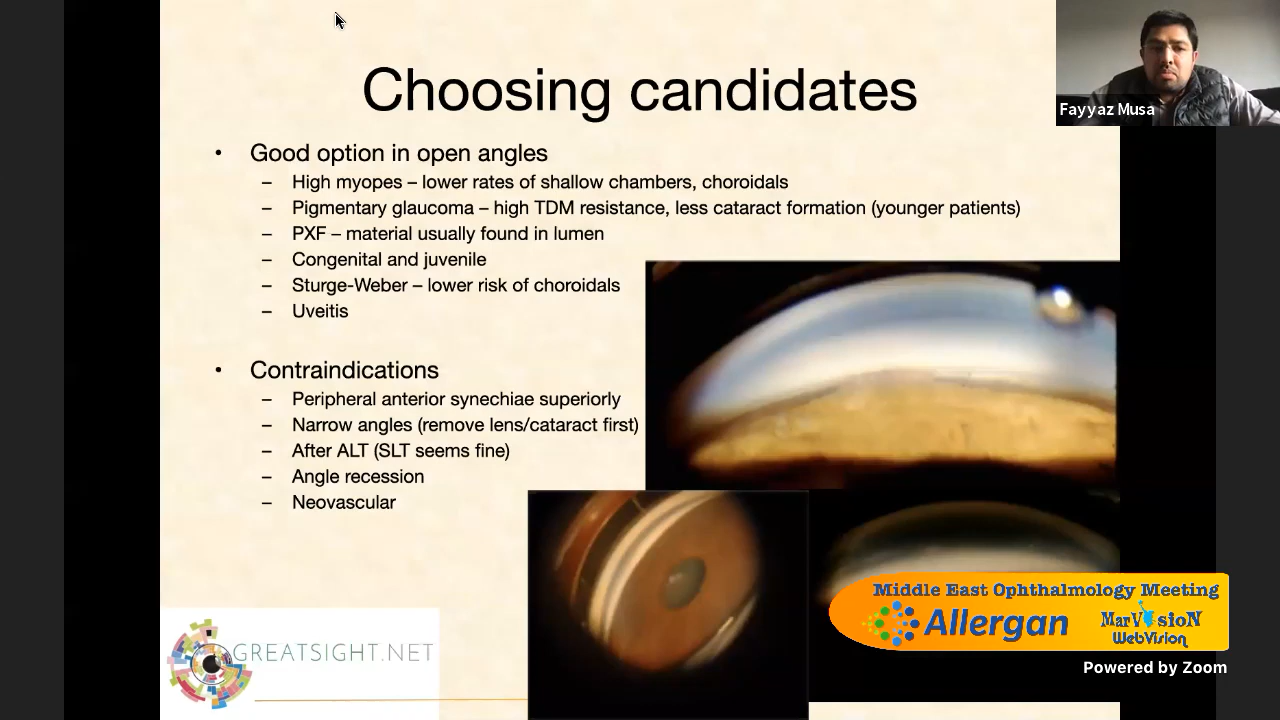 Choosing candidates
Fayyaz Musa
• Good option in open angles
– High myopes – lower rates of shallow chambers, choroidals
– Pigmentary glaucoma – high TDM resistance, less cataract formation (younger patients)
– PXF – material usually found in lumen
– Congenital and juvenile
– Sturge-Weber – lower risk of choroidals
– Uveitis
• Contraindications
– Peripheral anterior synechiae superiorly
– Narrow angles (remove lens/cataract first)
– After ALT (SLT seems fine)
– Angle recession
– Neovascular
GREATSIGHT.NET
Middle East Ophthalmology Meeting
Allergan
MarVisioN
WebVision
Powered by Zoom